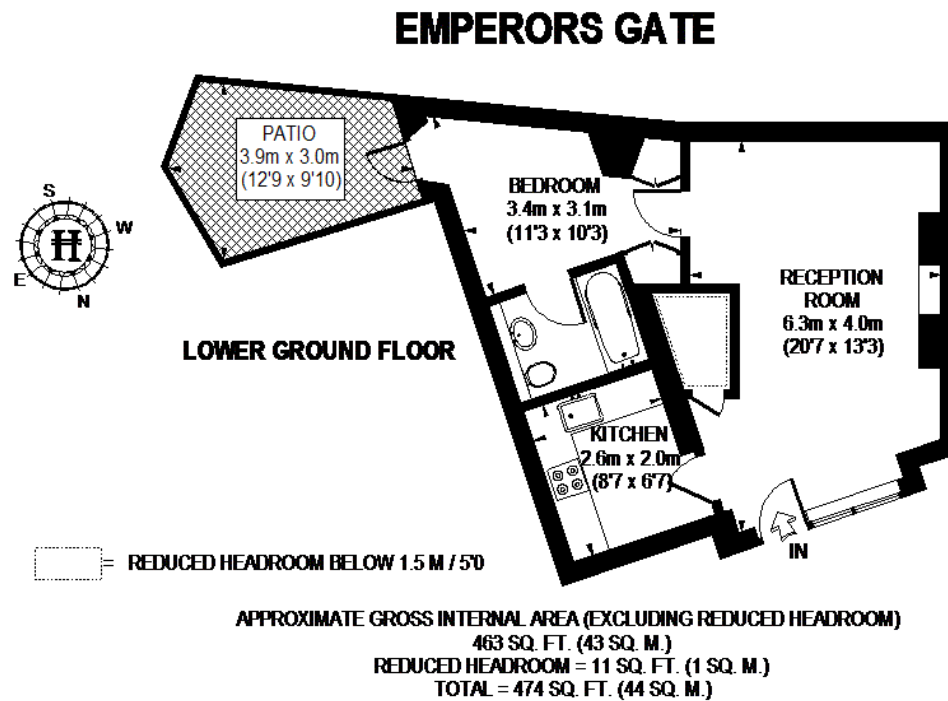 EMPERORS GATE
PATIO
3.9m x 3.0m
(12'9 x 9'10)
BEDROOM
3.4m x 3.1m
(11'3 x 10'3)
S
W
E
N
H
RECEPTION
ROOM
6.3m x 4.0m
(20'7 x 13'3)
LOWER GROUND FLOOR
KITCHEN
2.6m x 2.0m
(8'7 x 6'7)
IN
= REDUCED HEADROOM BELOW 1.5 M / 5'0
APPROXIMATE GROSS INTERNAL AREA (EXCLUDING REDUCED HEADROOM)
463 SQ. FT. (43 SQ. M.)
REDUCED HEADROOM = 11 SQ. FT. (1 SQ. M.)
TOTAL = 474 SQ. FT. (44 SQ. M.)